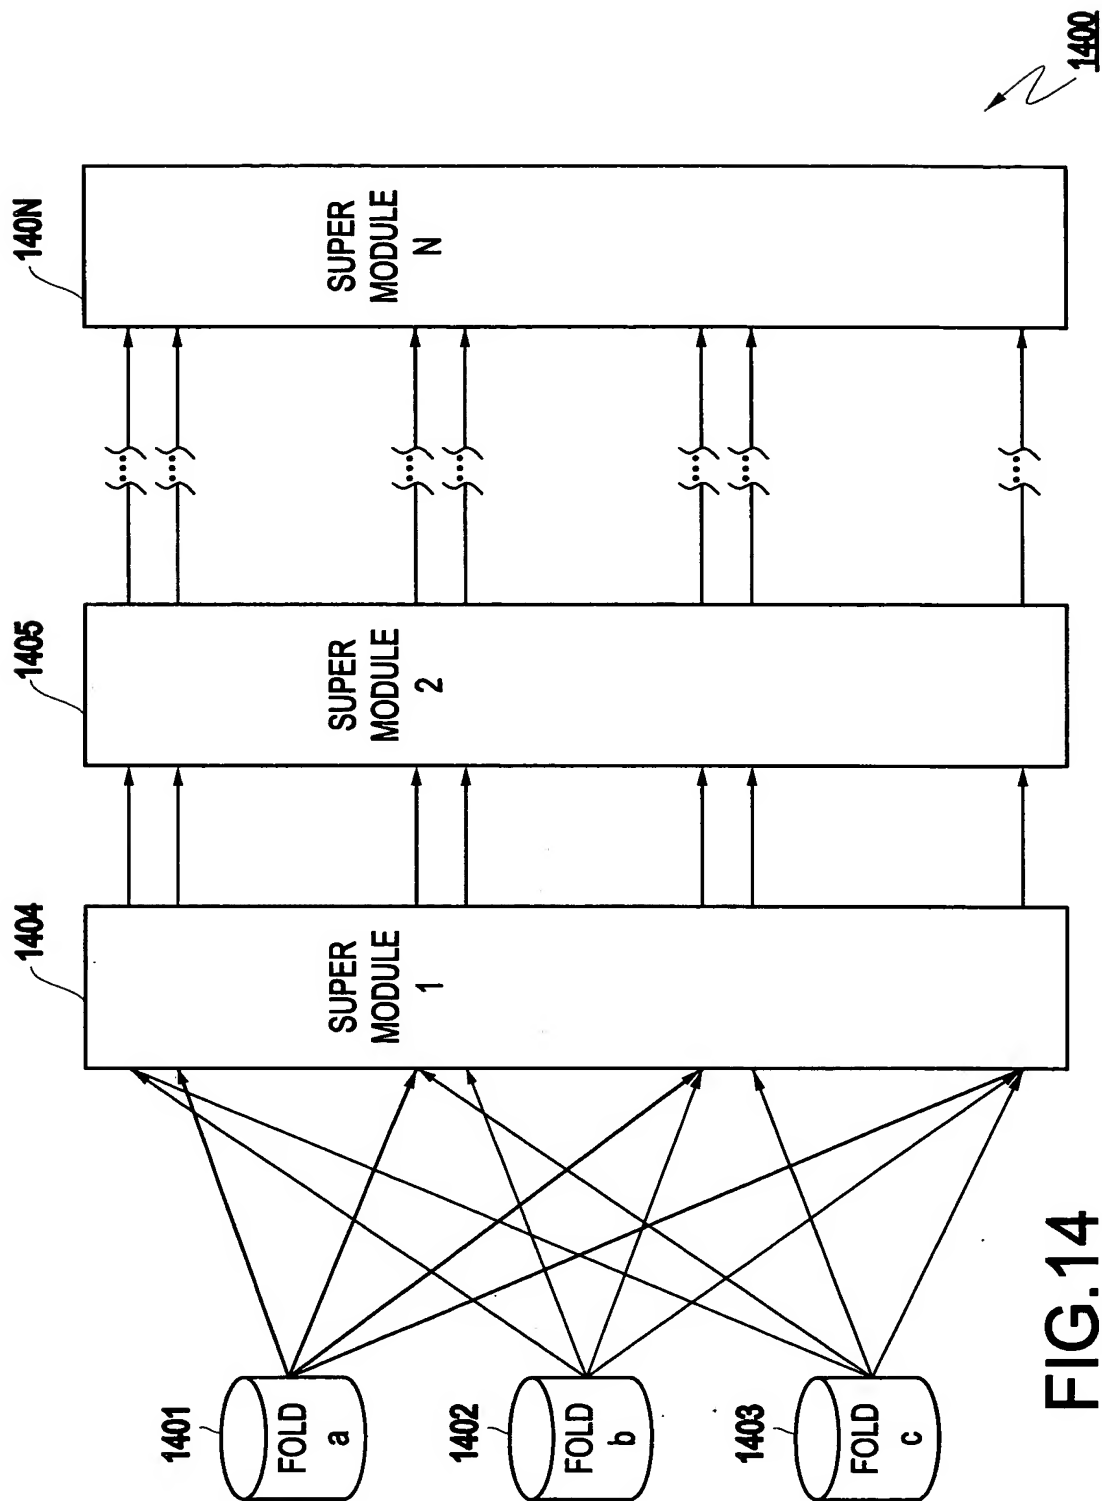 1400
140N
SUPER
MODULE
N
1405
SUPER
MODULE
2
1404
SUPER
MODULE
1
1401
FOLD
a
1402
FOLD
b
1403
FOLD
c
FIG.14